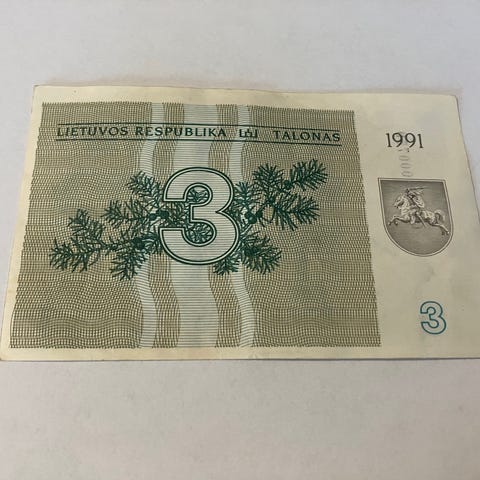 LIETUVOS RESPUBLIKA TALONAS
1991
3
3